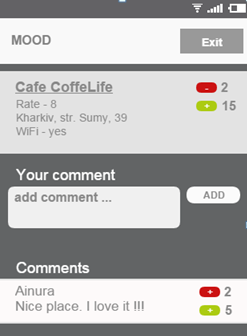 MOOD Exit
Cafe CoffeLife - 2
Rate - 8 + 15
Kharkiv, str. Sumy, 39
WiFi - yes
Your comment
add comment ... ADD
Comments
Ainura + 2
Nice place. I love it !!! + 5